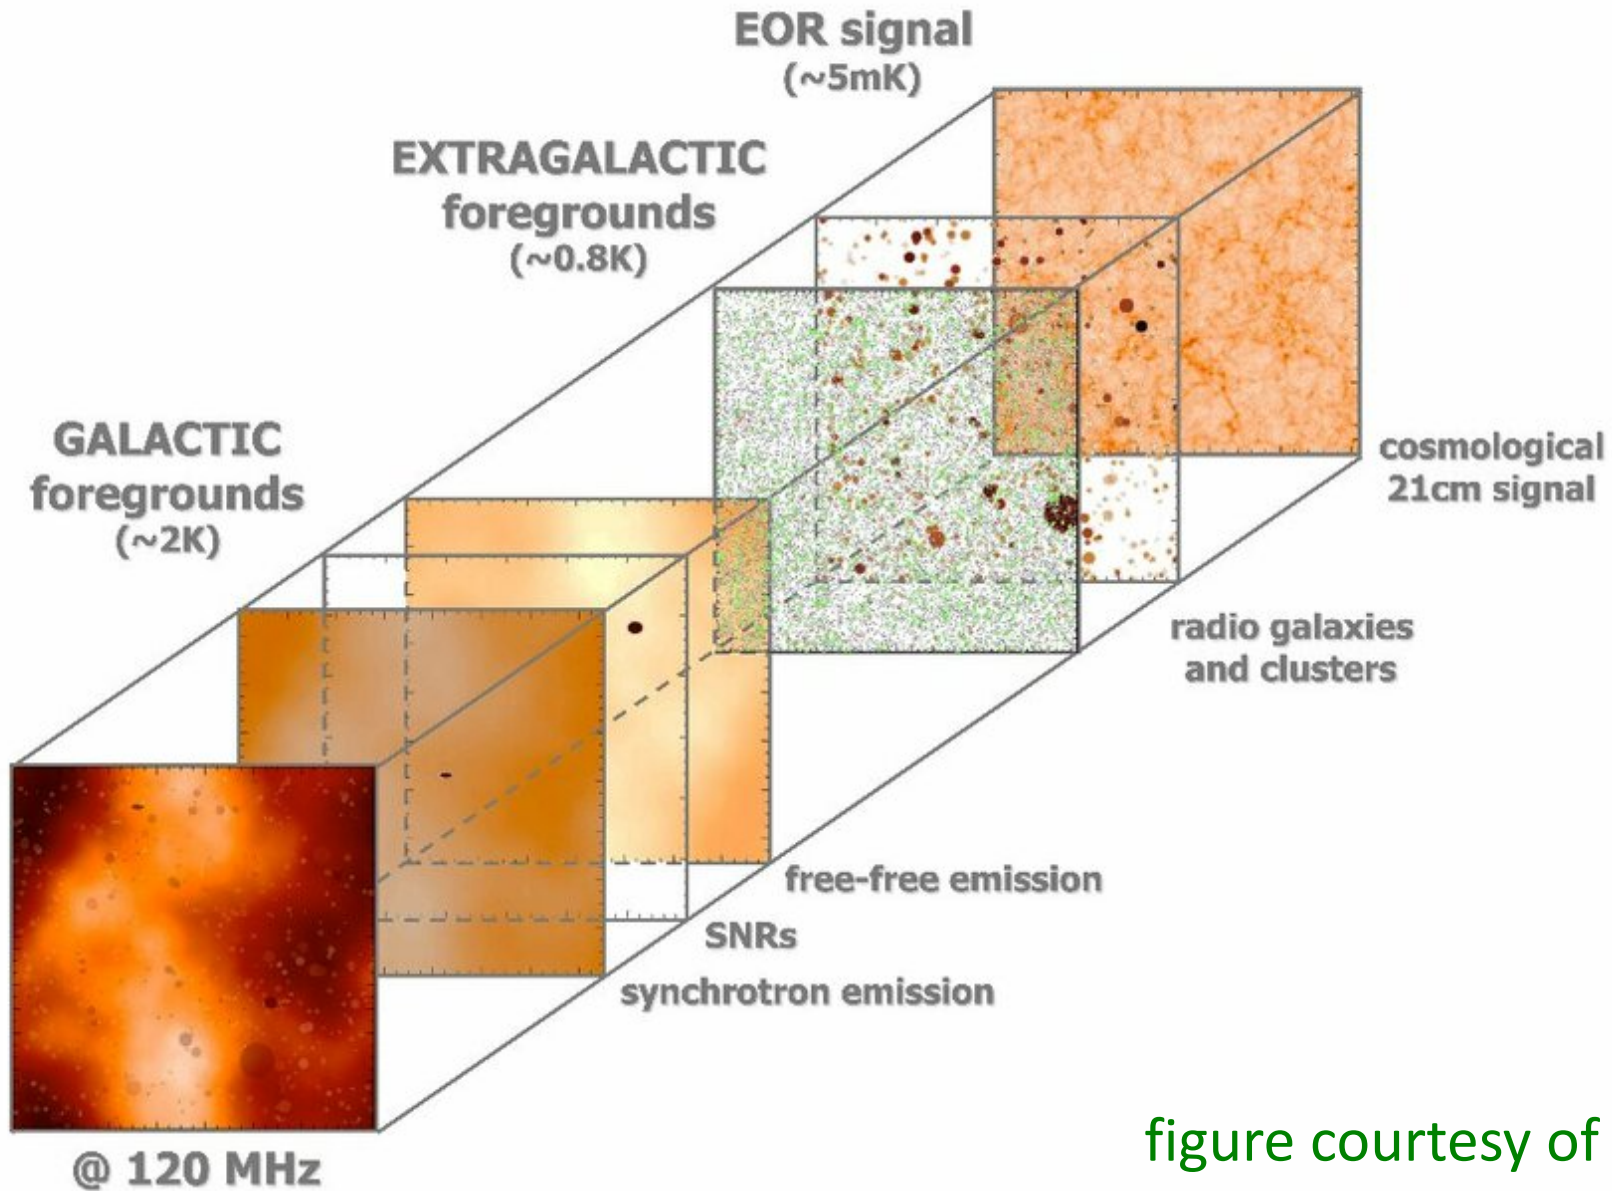 EOR signal
(~5mK)
EXTRAGALACTIC
foregrounds
(~0.8K)
GALACTIC
foregrounds
(~2K)
cosmological
21cm signal
radio galaxies
and clusters
free-free emission
SNRs
synchrotron emission
@ 120 MHz
figure courtesy of